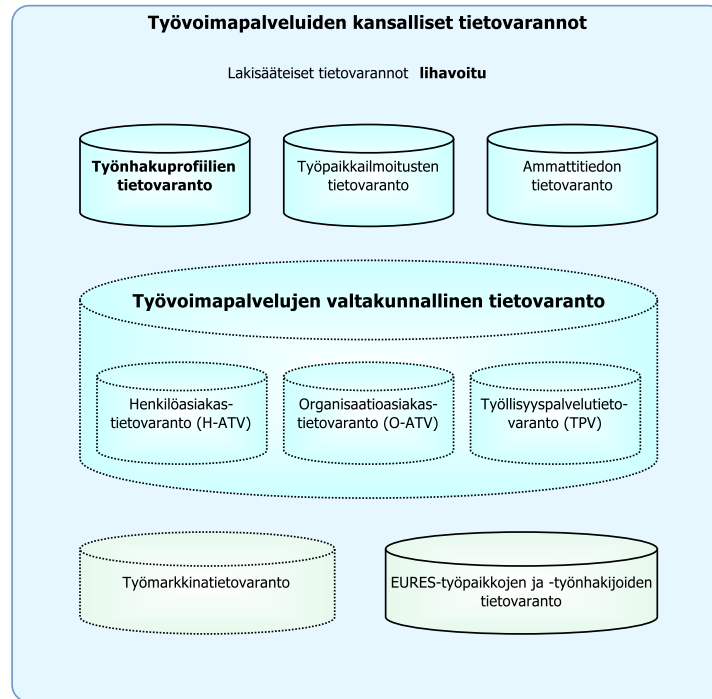 Työvoimapalveluiden kansalliset tietovarannot
Lakisääteiset tietovarannot lihavoitu
Työnhakuprofiilien
tietovaranto
Työpaikkailmoitusten
tietovaranto
Ammattitiedon
tietovaranto
Työvoimapalvelujen valtakunnallinen tietovaranto
Henkilöasiakas-
tietovaranto (H-ATV)
Organisaatioasiakas-
tietovaranto (O-ATV)
Työllisyyspalvelutieto-
varanto (TPV)
Työmarkkinatietovaranto
EURES-työpaikkojen ja -työnhakijoiden
tietovaranto